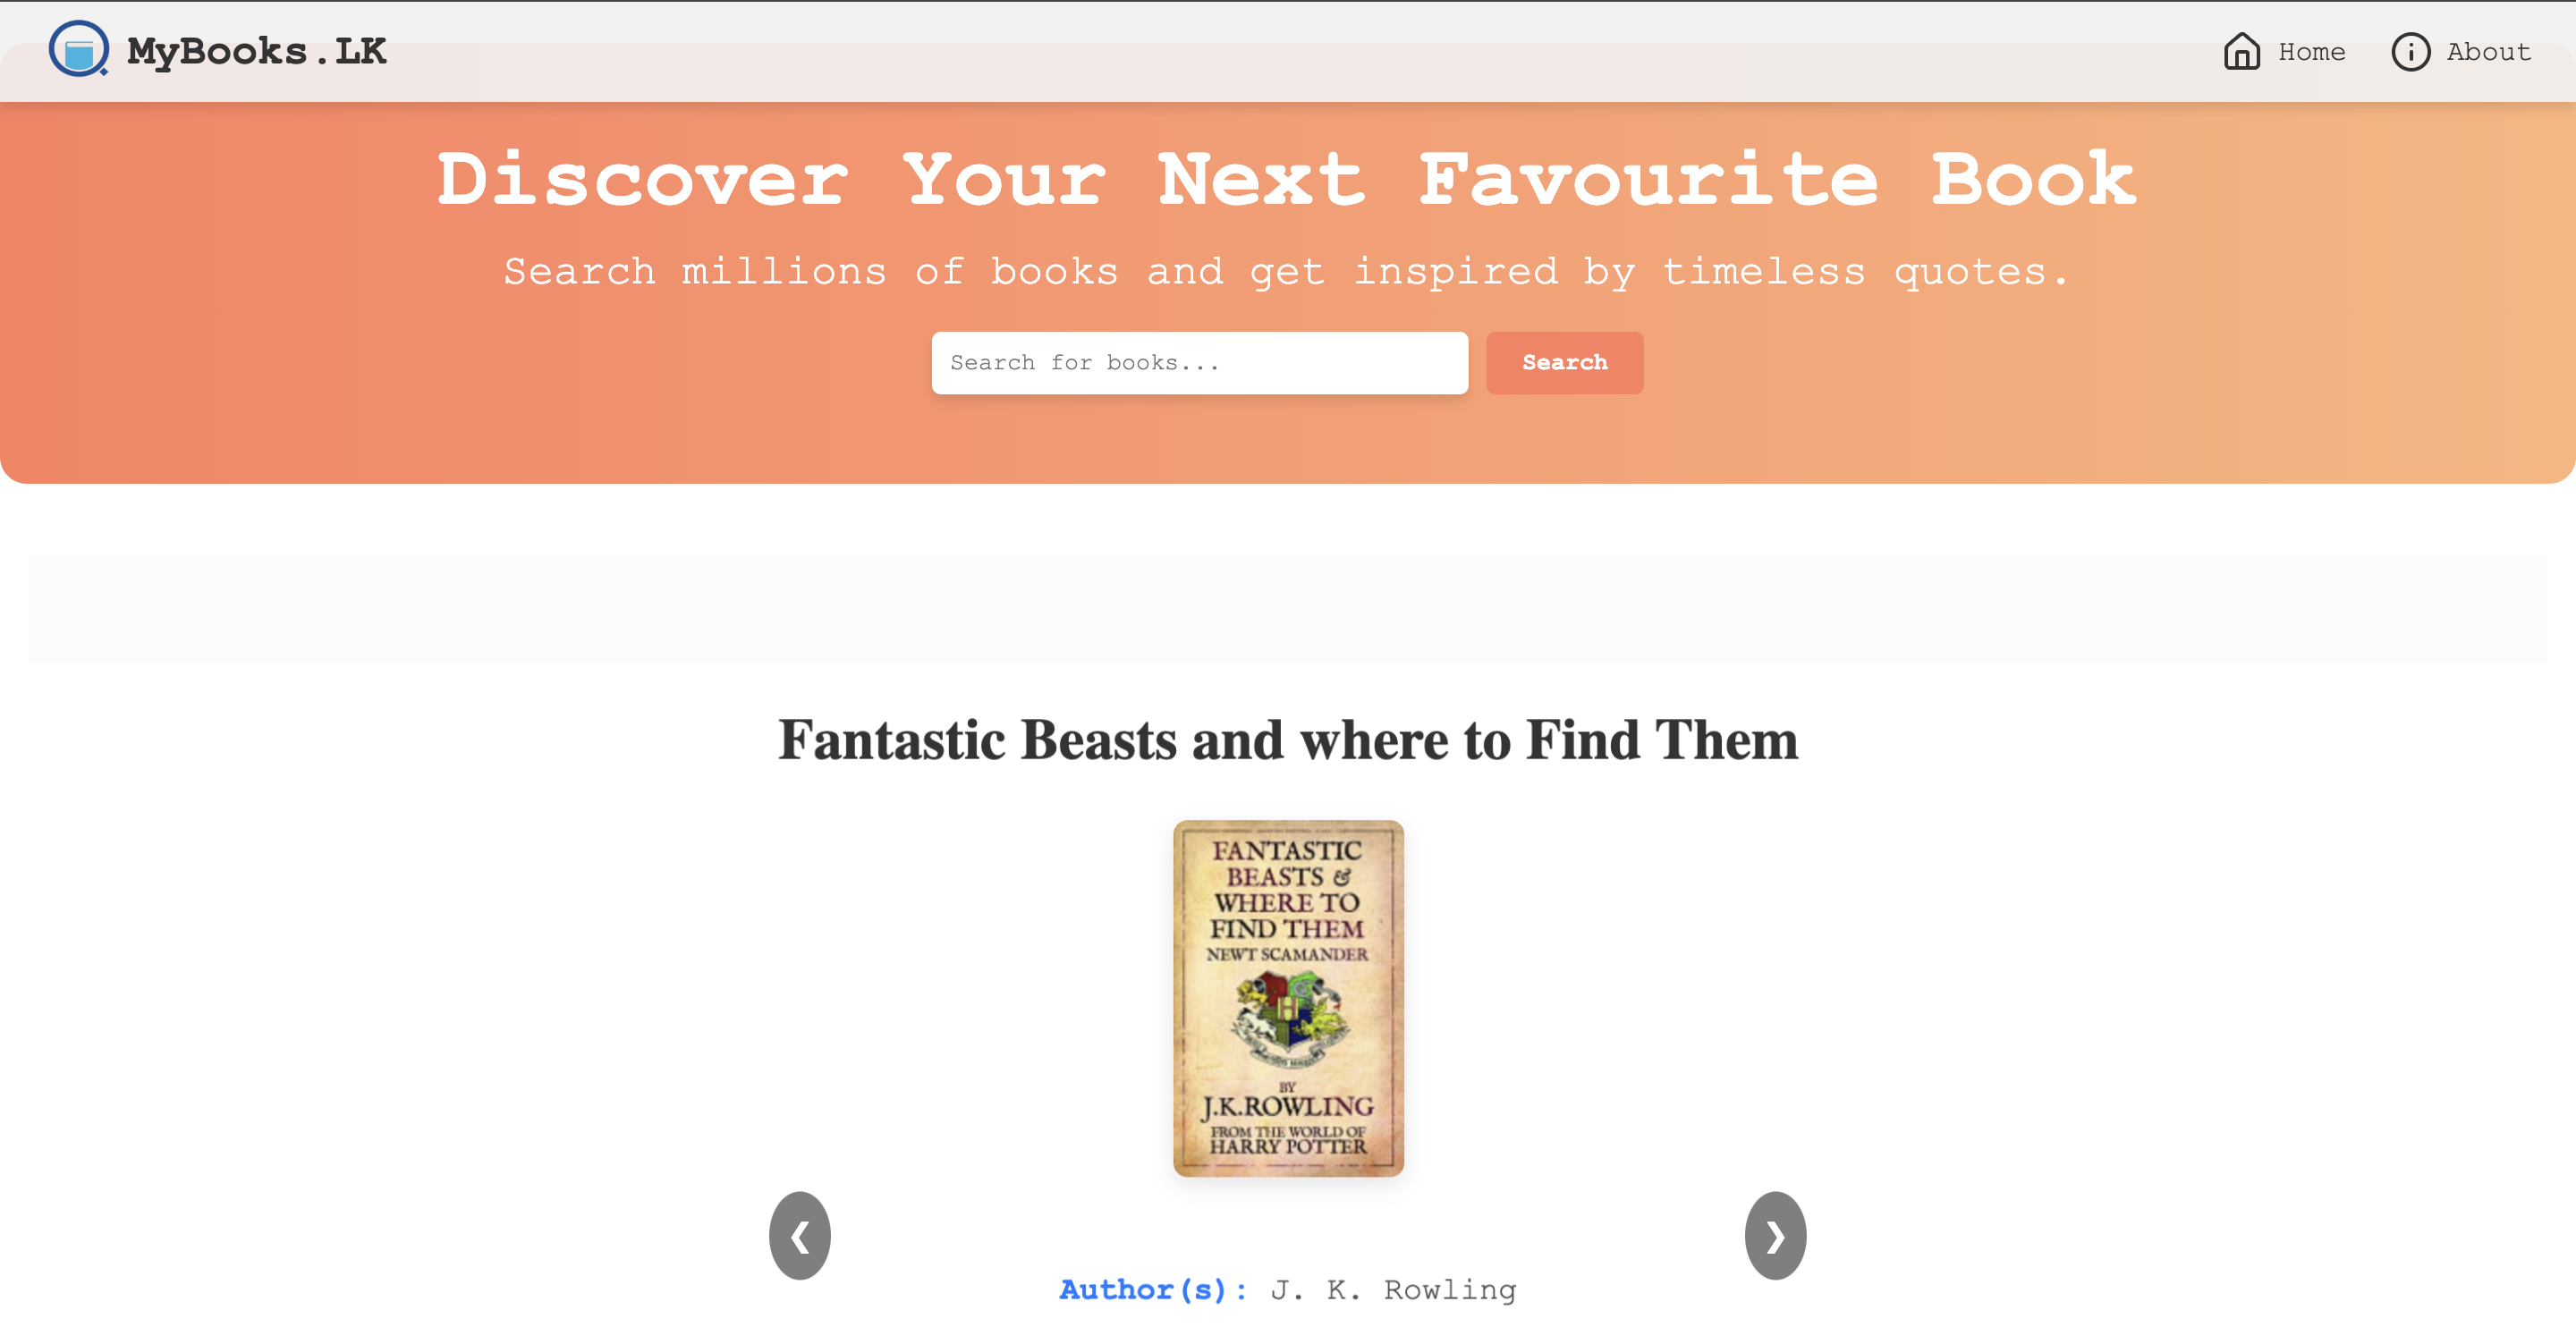 MyBooks.LK
Home
About
Discover Your Next Favourite Book
Search millions of books and get inspired by timeless quotes.
Search for books...
Search
Fantastic Beasts and where to Find Them
FANTASTIC
BEASTS &
WHERE TO
FIND THEM
NEWT SCAMANDER
BY
J.K.ROWLING
FROM THE WORLD OF
HARRY POTTER
Author(s): J. K. Rowling